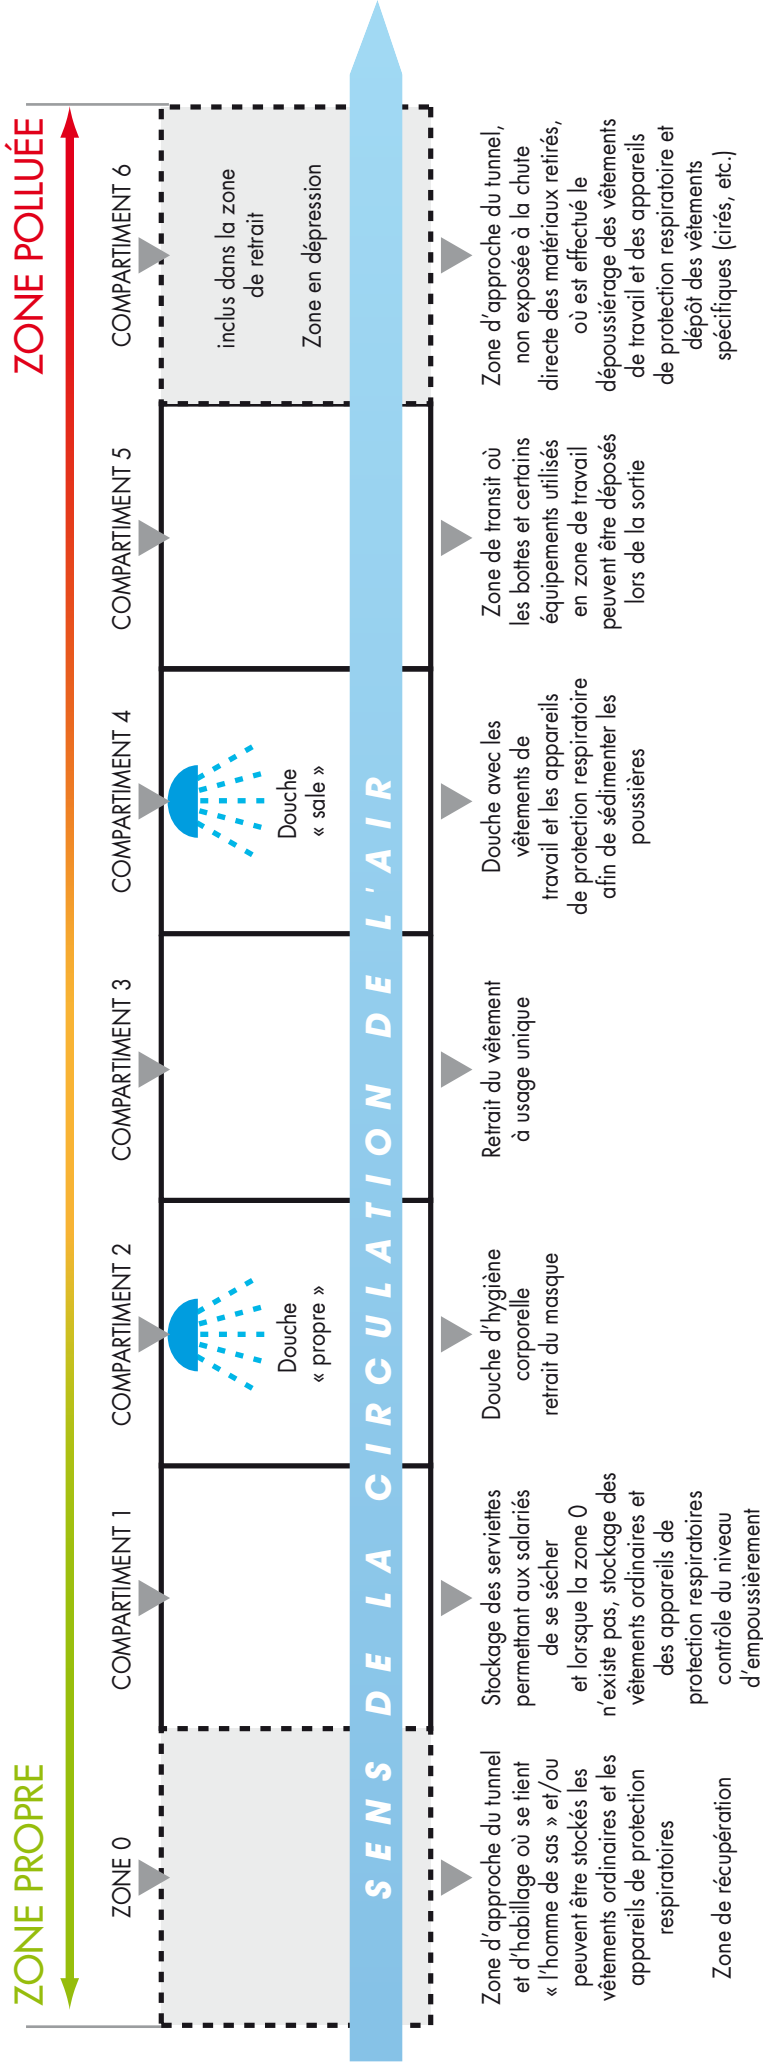 ZONE PROPRE
ZONE POLLUÉE
ZONE 0
COMPARTIMENT 1
COMPARTIMENT 2
COMPARTIMENT 3
COMPARTIMENT 4
COMPARTIMENT 5
COMPARTIMENT 6
Douche
« propre »
Douche
« sale »
inclus dans la zone
de retrait
Zone en dépression
SENS DE LA CIRCULATION DE L'AIR
Zone d’approche du tunnel
et d’habillage où se tient
« l’homme de sas » et/ou
peuvent être stockés les
vêtements ordinaires et les
appareils de protection
respiratoires
Zone de récupération
Stockage des serviettes
permettant aux salariés
de se sécher
et lorsque la zone 0
n’existe pas, stockage des
vêtements ordinaires et
des appareils de
protection respiratoires
contrôle du niveau
d’empoussièrement
Douche d’hygiène
corporelle
retrait du masque
Retrait du vêtement
à usage unique
Douche avec les
vêtements de
travail et les appareils
de protection respiratoire
afin de sédimenter les
poussières
Zone de transit où
les bottes et certains
équipements utilisés
en zone de travail
peuvent être déposés
lors de la sortie
Zone d’approche du tunnel,
non exposée à la chute
directe des matériaux retirés,
où est effectué le
dépoussiérage des vêtements
de travail et des appareils
de protection respiratoire et
dépôt des vêtements
spécifiques (cirés, etc.)